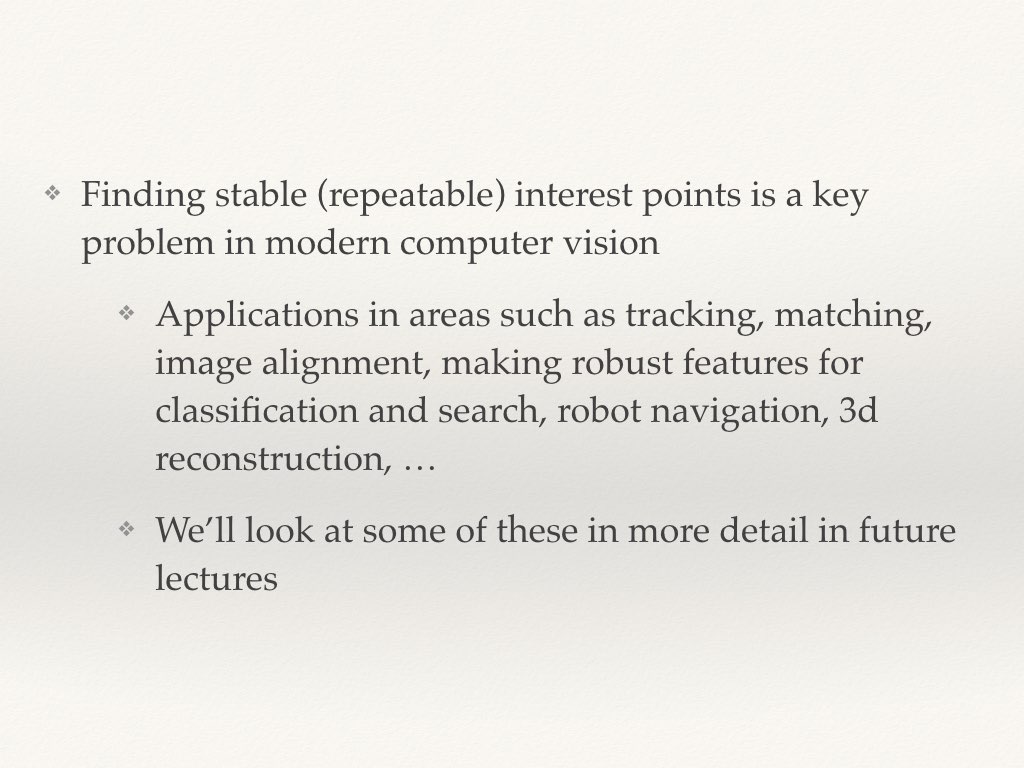 ❖ Finding stable (repeatable) interest points is a key
problem in modern computer vision
❖ Applications in areas such as tracking, matching,
image alignment, making robust features for
classification and search, robot navigation, 3d
reconstruction, …
❖ We’ll look at some of these in more detail in future
lectures